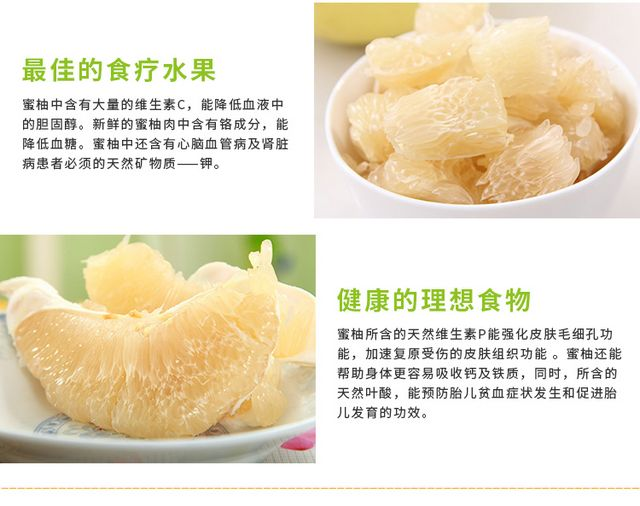 最佳的食疗水果
蜜柚中含有大量的维生素C，能降低血液中
的胆固醇。新鲜的蜜柚肉中含有铬成分，能
降低血糖。蜜柚中还含有心脑血管病及肾脏
病患者必须的天然矿物质——钾。
健康的理想食物
蜜柚所含的天然维生素P能强化皮肤毛细孔功
能，加速复原受伤的皮肤组织功能 。蜜柚还能
帮助身体更容易吸收钙及铁质，同时，所含的
天然叶酸，能预防胎儿贫血症状发生和促进胎
儿发育的功效。